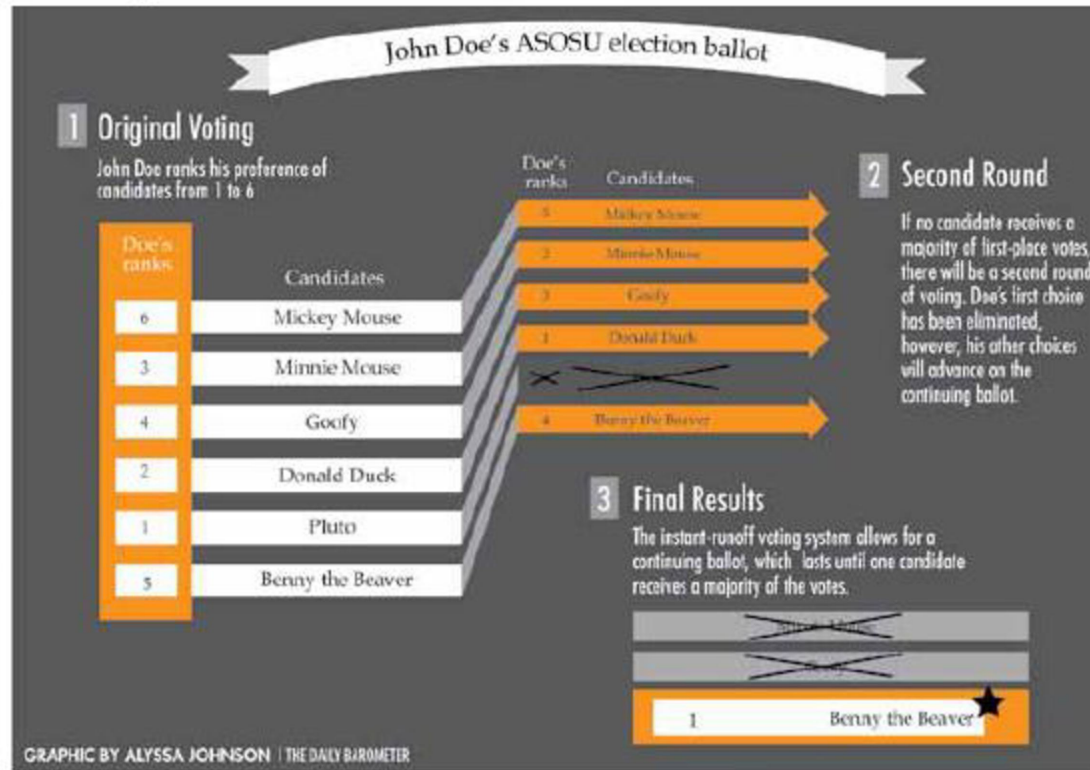 John Doe's ASOSU election ballot
1 Original Voting
John Doe ranks his preference of
candidates from 1 to 6
Doe's
ranks
Candidates
6 Mickey Mouse
3 Minnie Mouse
4 Goofy
2 Donald Duck
1 Pluto
5 Benny the Beaver
Doe's
ranks
Candidates
5 Mickey Mouse
2 Minnie Mouse
3 Goofy
1 Donald Duck
4 Benny the Beaver
2 Second Round
If no candidate receives a
majority of first-place votes,
there will be a second round
of voting. Doe's first choice
has been eliminated,
however, his other choices
will advance on the
continuing ballot.
3 Final Results
The instant-runoff voting system allows for a
continuing ballot, which lasts until one candidate
receives a majority of the votes.
1 Benny the Beaver
GRAPHIC BY ALYSSA JOHNSON | THE DAILY BAROMETER